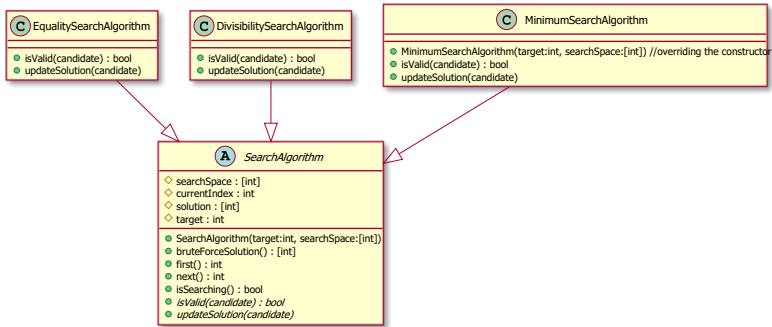 C EqualitySearchAlgorithm
isValid(candidate) : bool
updateSolution(candidate)
C DivisibilitySearchAlgorithm
isValid(candidate) : bool
updateSolution(candidate)
C MinimumSearchAlgorithm
MinimumSearchAlgorithm(target:int, searchSpace:[int]) //overriding the constructor
isValid(candidate) : bool
updateSolution(candidate)
A SearchAlgorithm
searchSpace : [int]
currentIndex : int
solution : [int]
target : int
SearchAlgorithm(target:int, searchSpace:[int])
bruteForceSolution() : [int]
first() : int
next() : int
isSearching() : bool
isValid(candidate) : bool
updateSolution(candidate)